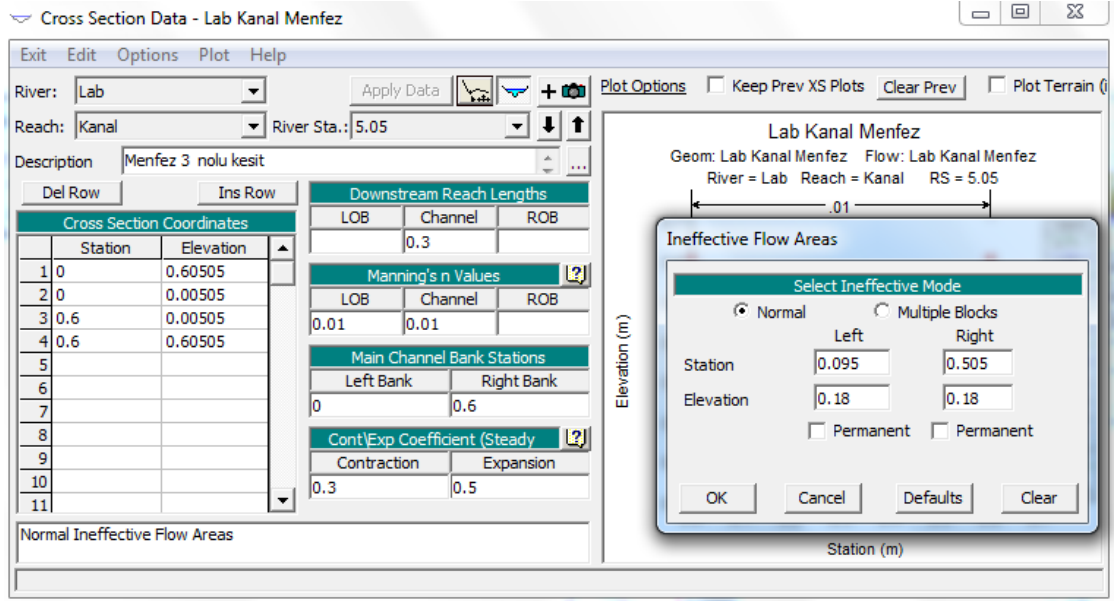 Cross Section Data - Lab Kanal Menfez
Exit Edit Options Plot Help
River: Lab Apply Data
Reach: Kanal River Sta.: 5.05
Description Menfez 3 nolu kesit ...
Del Row Ins Row
Cross Section Coordinates
Station Elevation
1 0 0.60505
2 0 0.00505
3 0.6 0.00505
4 0.6 0.60505
5
6
7
8
9
10
11
Downstream Reach Lengths
LOB Channel ROB
0.3
Manning's n Values ?
LOB Channel ROB
0.01 0.01
Main Channel Bank Stations
Left Bank Right Bank
0 0.6
Cont\Exp Coefficient (Steady ?
Contraction Expansion
0.3 0.5
Normal Ineffective Flow Areas
Plot Options Keep Prev XS Plots Clear Prev Plot Terrain (i
Lab Kanal Menfez
Geom: Lab Kanal Menfez Flow: Lab Kanal Menfez
River = Lab Reach = Kanal RS = 5.05
.01
Elevation (m)
Ineffective Flow Areas
Select Ineffective Mode
Normal Multiple Blocks
Left Right
Station 0.095 0.505
Elevation 0.18 0.18
Permanent Permanent
OK Cancel Defaults Clear
Station (m)